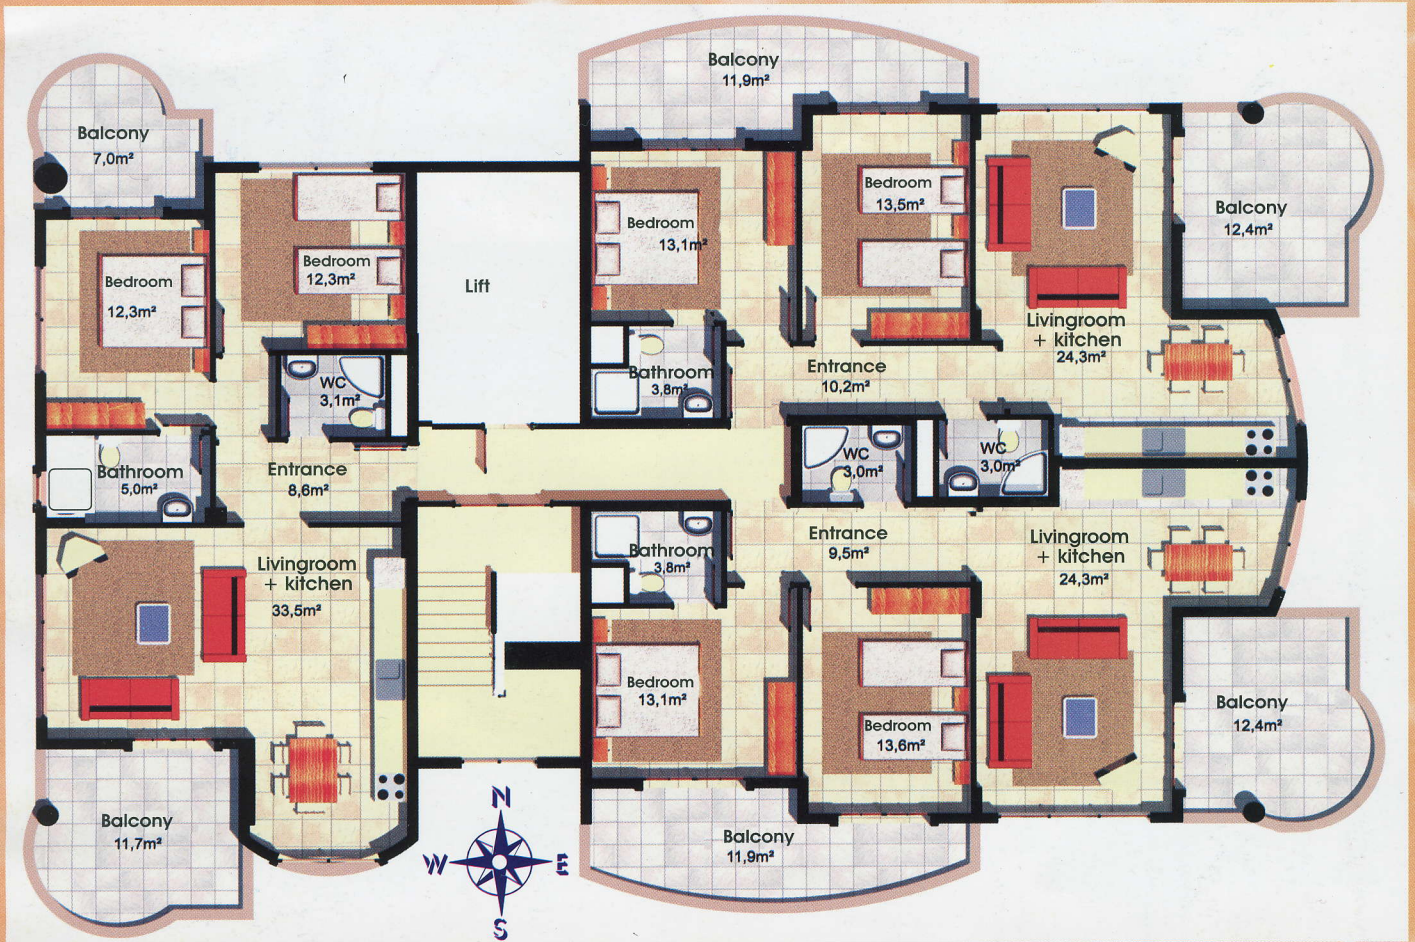 Balcony
7,0m²
Bedroom
12,3m²
Bedroom
12,3m²
WC
3,1m²
Bathroom
5,0m²
Entrance
8,6m²
Livingroom
+ kitchen
33,5m²
Balcony
11,7m²
Lift
Balcony
11,9m²
Bedroom
13,1m²
Bedroom
13,5m²
Bathroom
3,8m²
Entrance
10,2m²
Livingroom
+ kitchen
24,3m²
Balcony
12,4m²
WC
3,0m²
WC
3,0m²
Bathroom
3,8m²
Entrance
9,5m²
Livingroom
+ kitchen
24,3m²
Bedroom
13,1m²
Bedroom
13,6m²
Balcony
12,4m²
Balcony
11,9m²
N
W
E
S